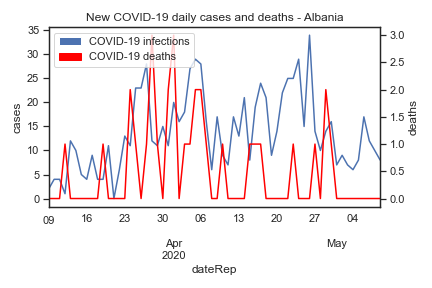 New COVID-19 daily cases and deaths - Albania
COVID-19 infections
COVID-19 deaths
35
30
25
20
15
10
5
0
cases
3.0
2.5
2.0
1.5
1.0
0.5
0.0
deaths
09 16 23 30 06 13 20 27 04
Apr May
2020
dateRep